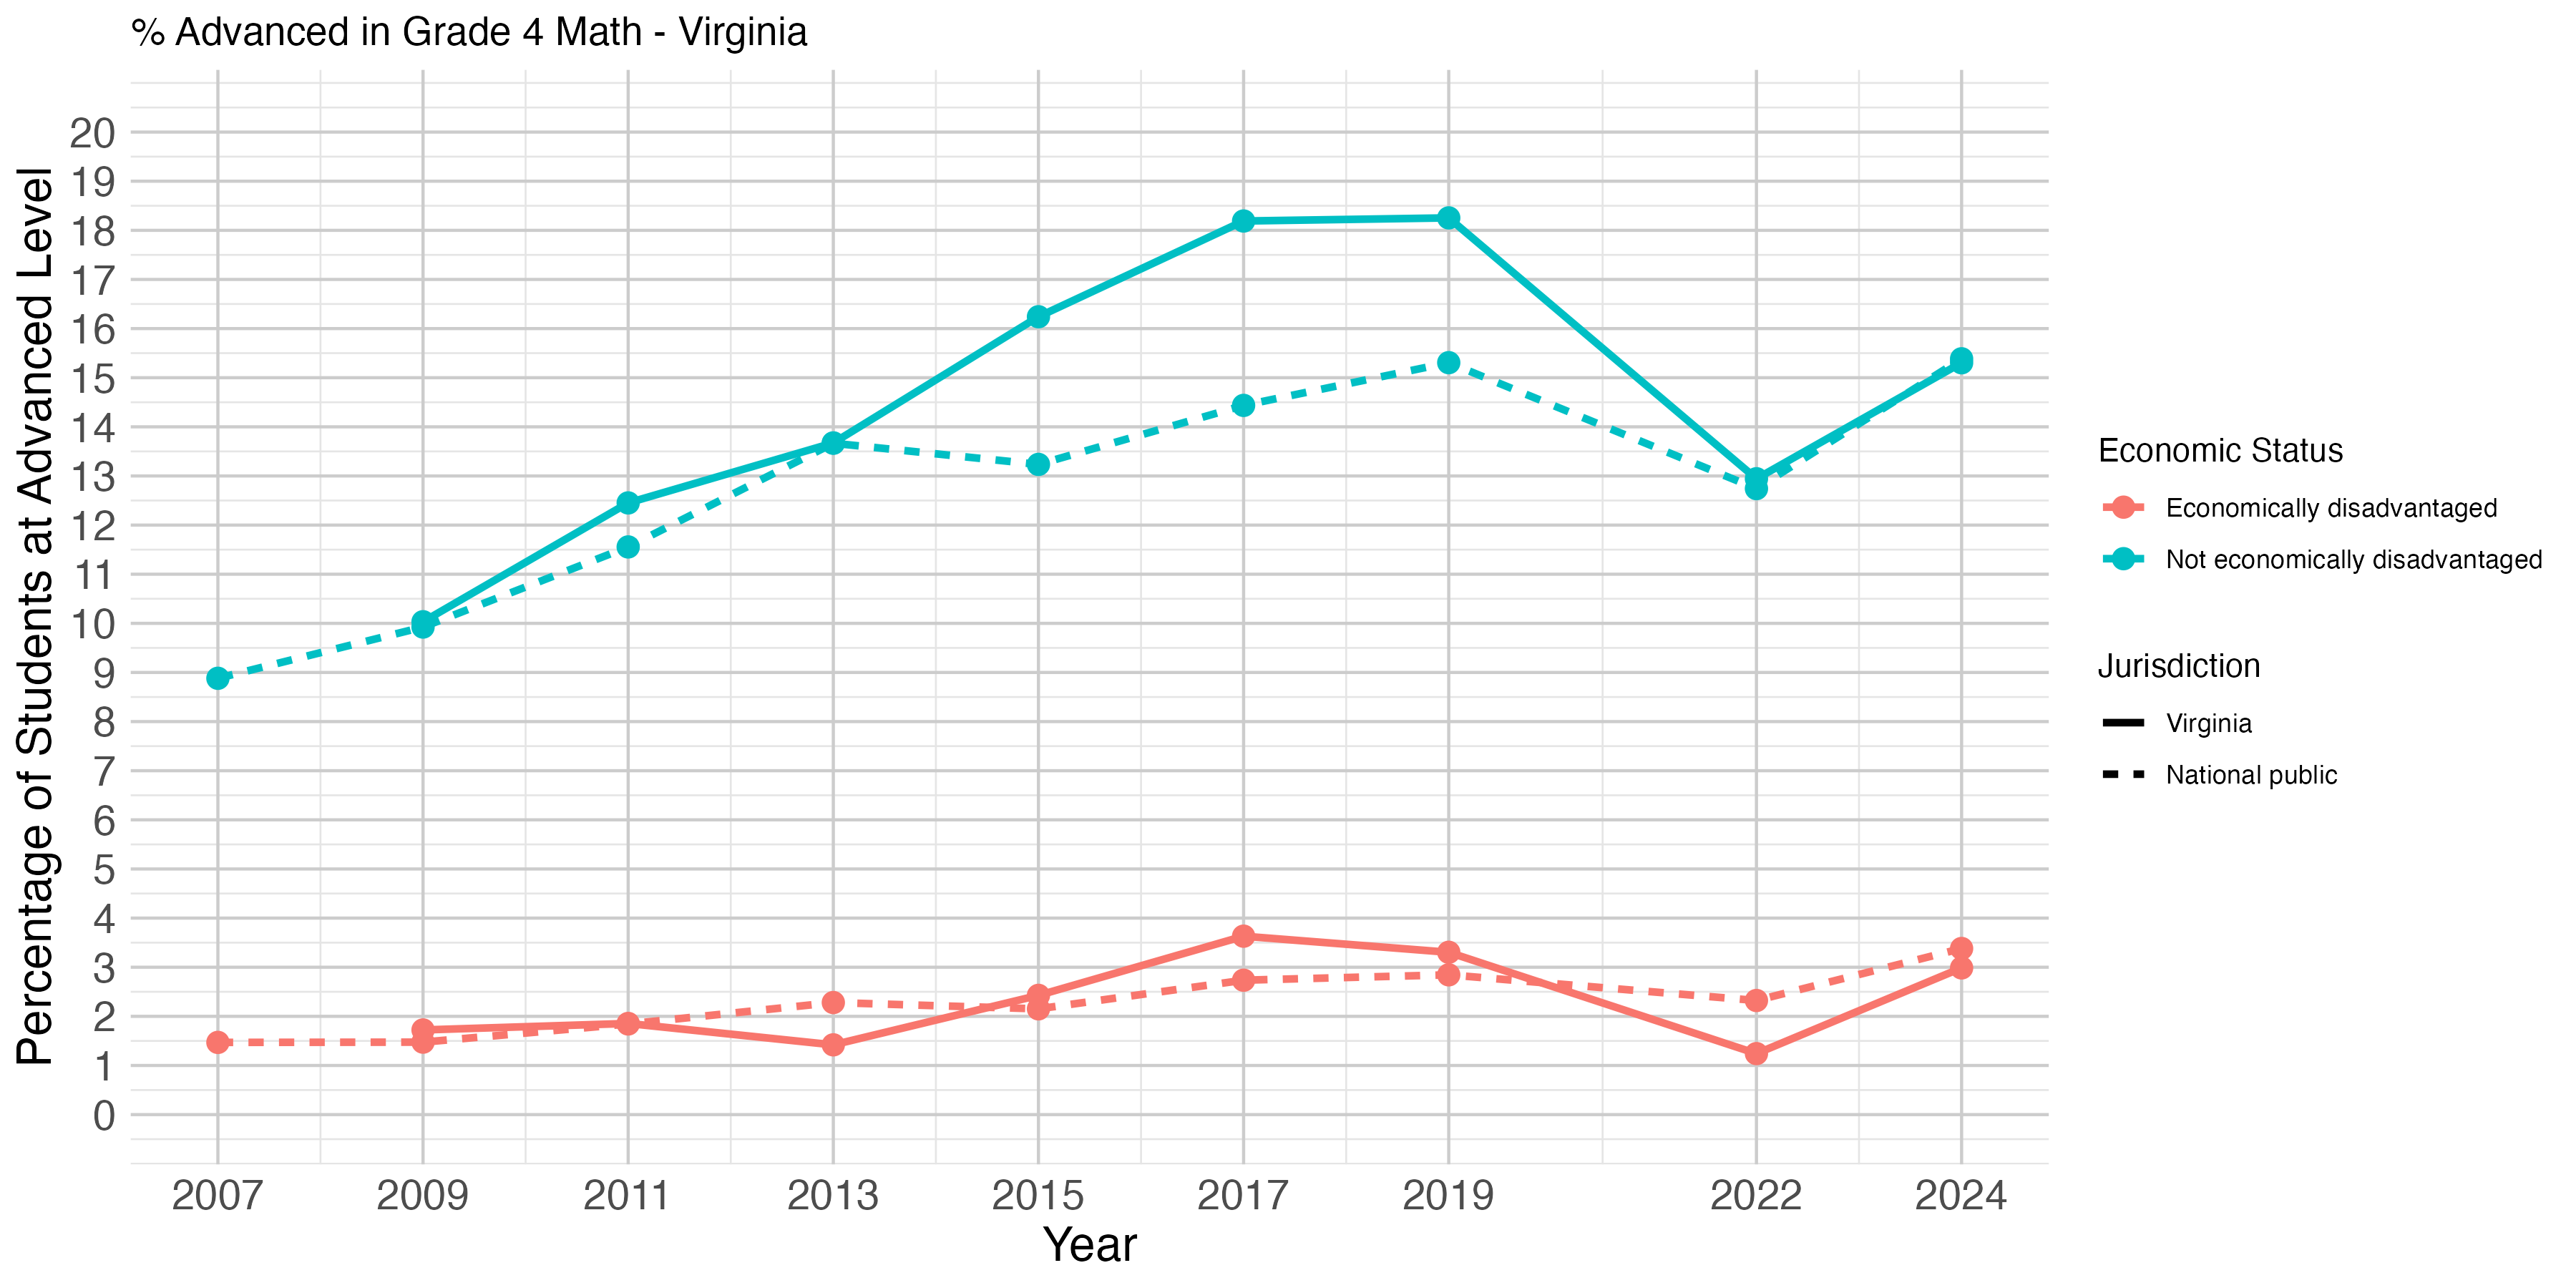 % Advanced in Grade 4 Math - Virginia
Percentage of Students at Advanced Level
20
19
18
17
16
15
14
13
12
11
10
9
8
7
6
5
4
3
2
1
0
2007 2009 2011 2013 2015 2017 2019 2022 2024
Year
Economic Status
Economically disadvantaged
Not economically disadvantaged
Jurisdiction
Virginia
National public